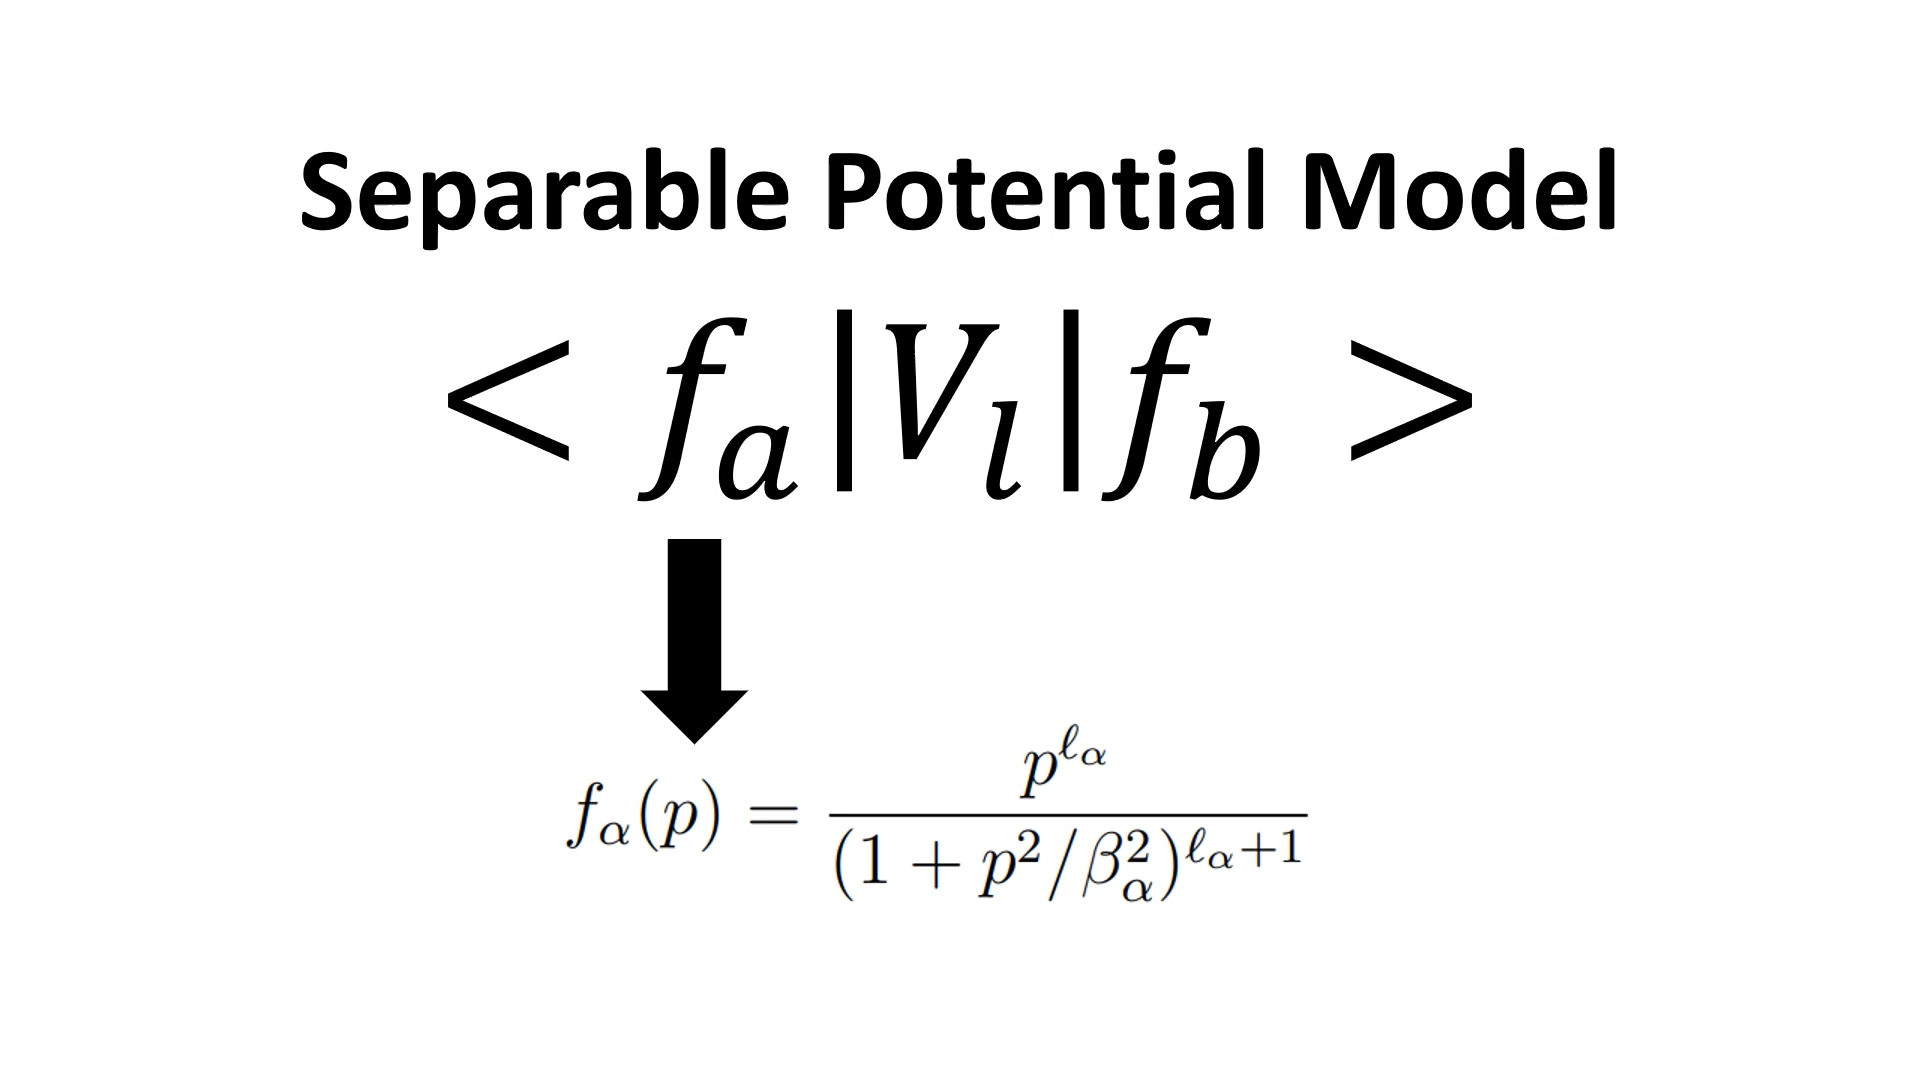 Separable Potential Model
< f_a |V_l| f_b >
f_α(p) = p^{ℓ_α} / (1 + p^2/β_α^2)^{ℓ_α+1}